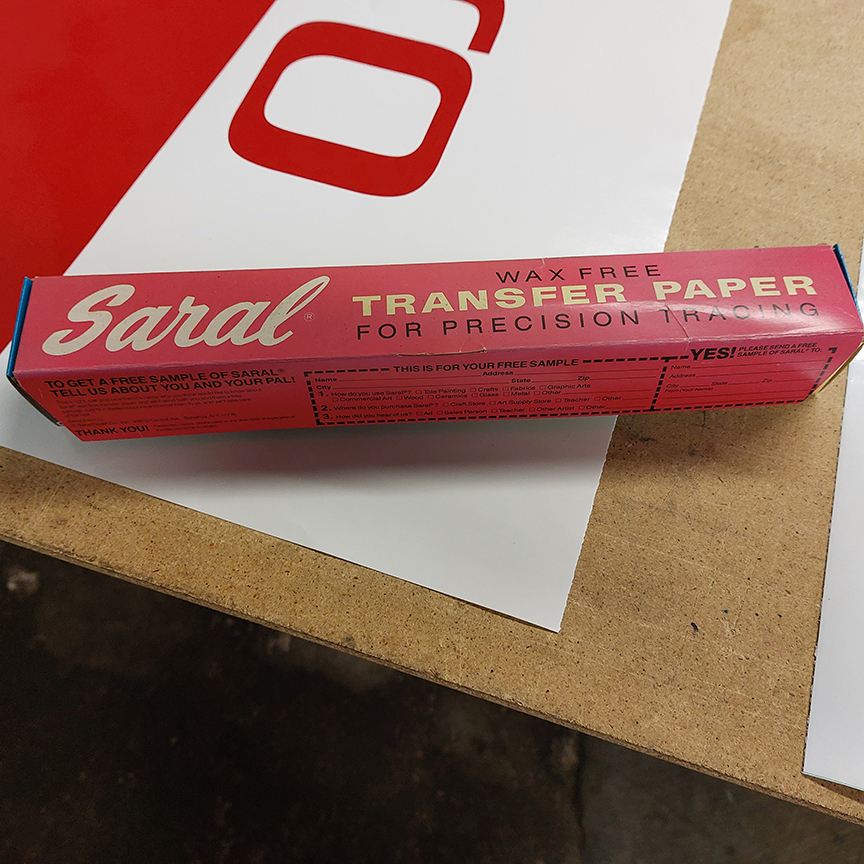 Saral®
WAX FREE
TRANSFER PAPER
FOR PRECISION TRACING
TO GET A FREE SAMPLE OF SARAL®
TELL US ABOUT YOU AND YOUR PAL!
THANK YOU!
THIS IS FOR YOUR FREE SAMPLE
Name Address
City State Zip
1. How do you use Saral®? □ Tole Painting □ Crafts □ Fabrics □ Graphic Arts
□ Commercial Art □ Wood □ Ceramics □ Glass □ Metal □ Other
2. Where do you purchase Saral®? □ Craft Store □ Art Supply Store □ Teacher □ Other
3. How did you hear of us? □ Ad □ Sales Person □ Teacher □ Other Artist □ Other
YES! PLEASE SEND A FREE
SAMPLE OF SARAL® TO:
Name
Address
City State Zip
From (Your Name)